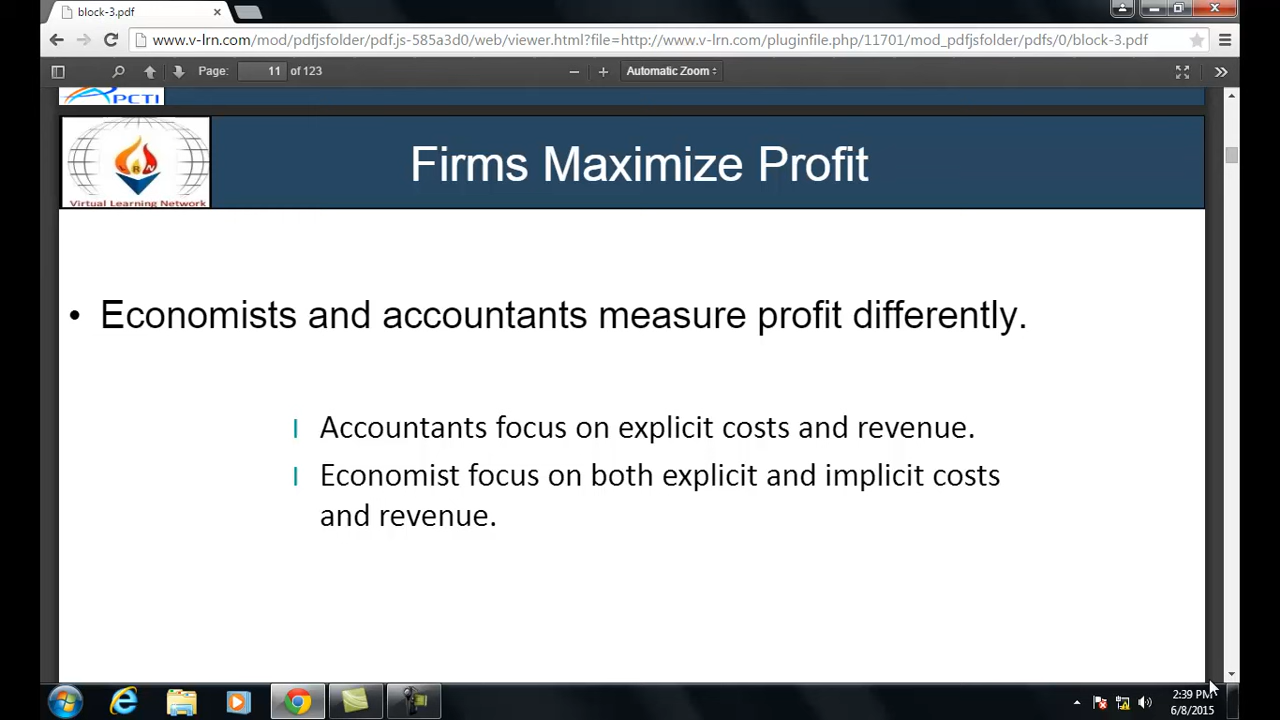 block-3.pdf
www.v-lrn.com/mod/pdfjsfolder/pdf.js-585a3d0/web/viewer.html?file=http://www.v-lrn.com/pluginfile.php/11701/mod_pdfjsfolder/pdfs/0/block-3.pdf
Page: 11 of 123
Automatic Zoom
PCTI
VLRN
Virtual Learning Network
Firms Maximize Profit
• Economists and accountants measure profit differently.
l Accountants focus on explicit costs and revenue.
l Economist focus on both explicit and implicit costs
and revenue.
2:39 PM
6/8/2015